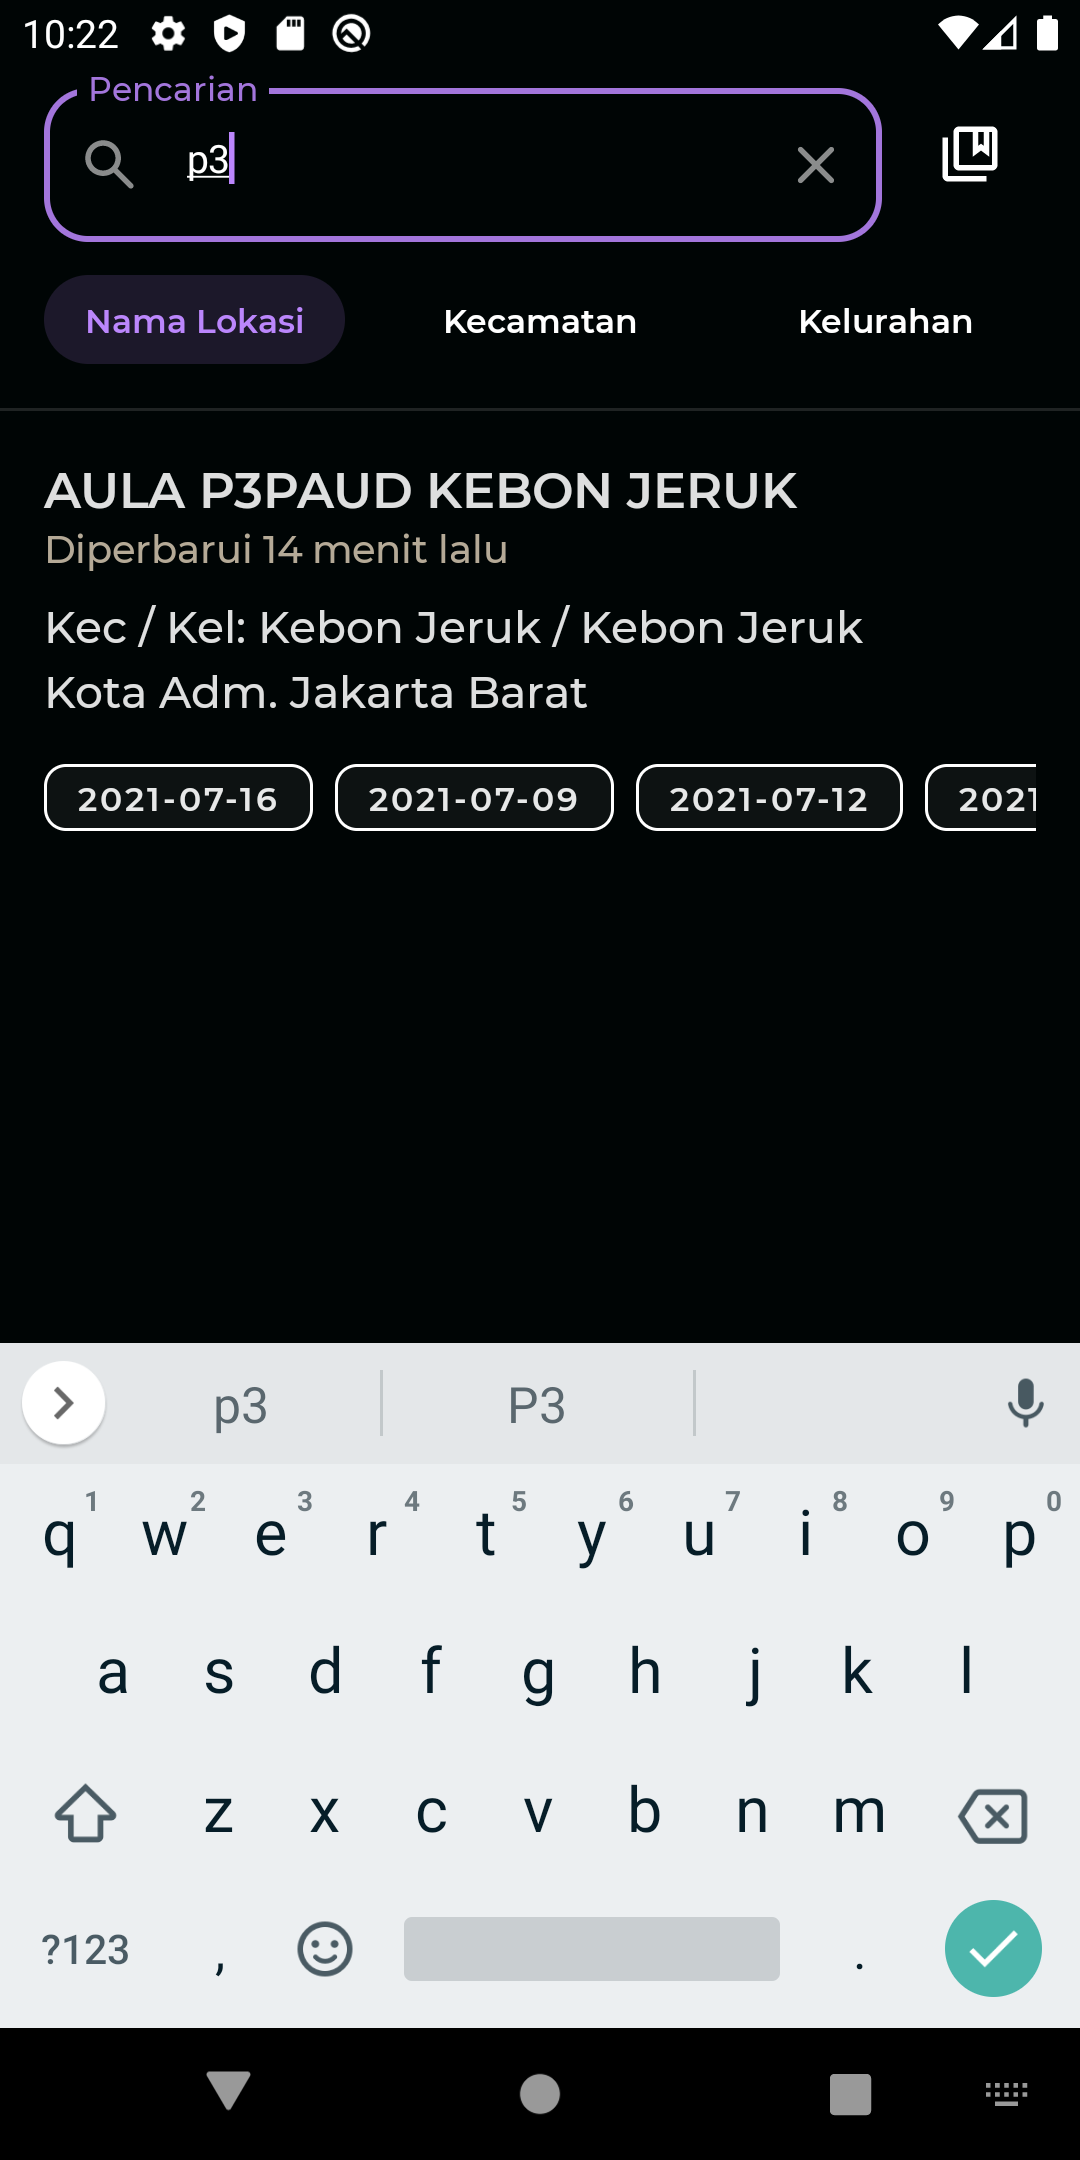 10:22
Pencarian
p3
Nama Lokasi Kecamatan Kelurahan
AULA P3PAUD KEBON JERUK
Diperbarui 14 menit lalu
Kec / Kel: Kebon Jeruk / Kebon Jeruk
Kota Adm. Jakarta Barat
2021-07-16 2021-07-09 2021-07-12 2021
p3 P3
1 2 3 4 5 6 7 8 9 0
q w e r t y u i o p
a s d f g h j k l
z x c v b n m
?123 , .